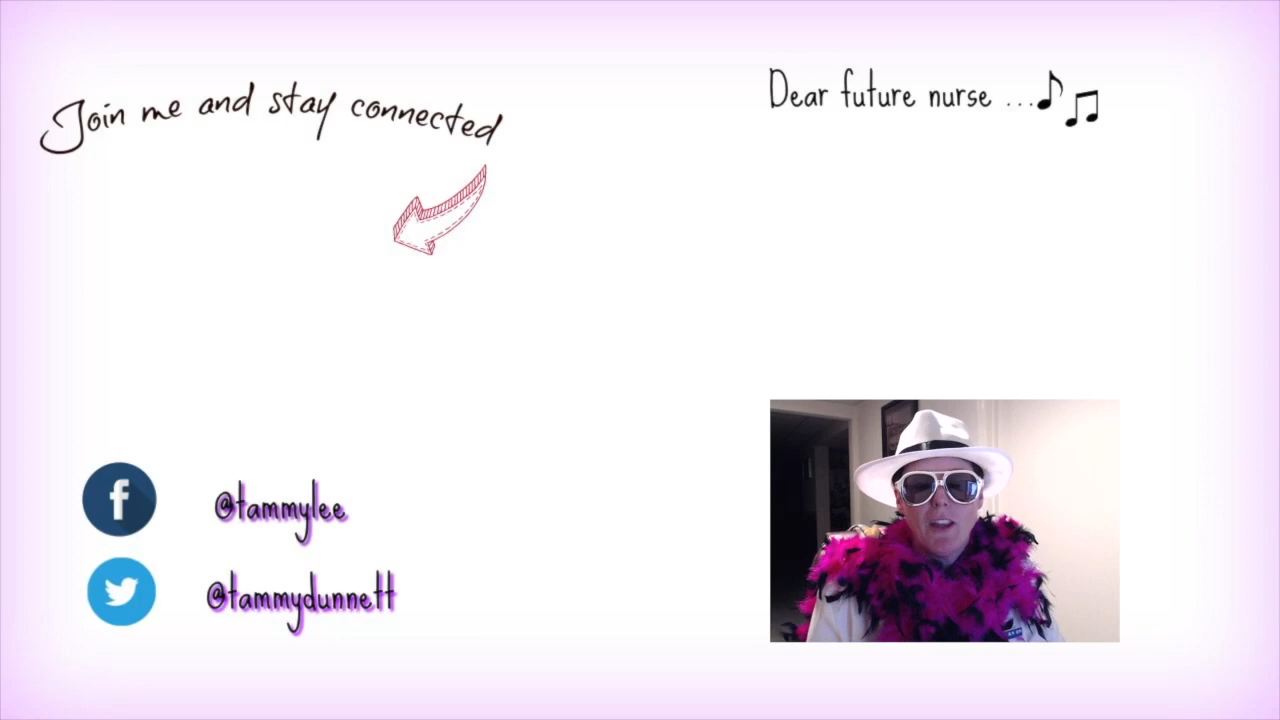 Join me and stay connected
Dear future nurse ...
@tammylee
@tammydunnett